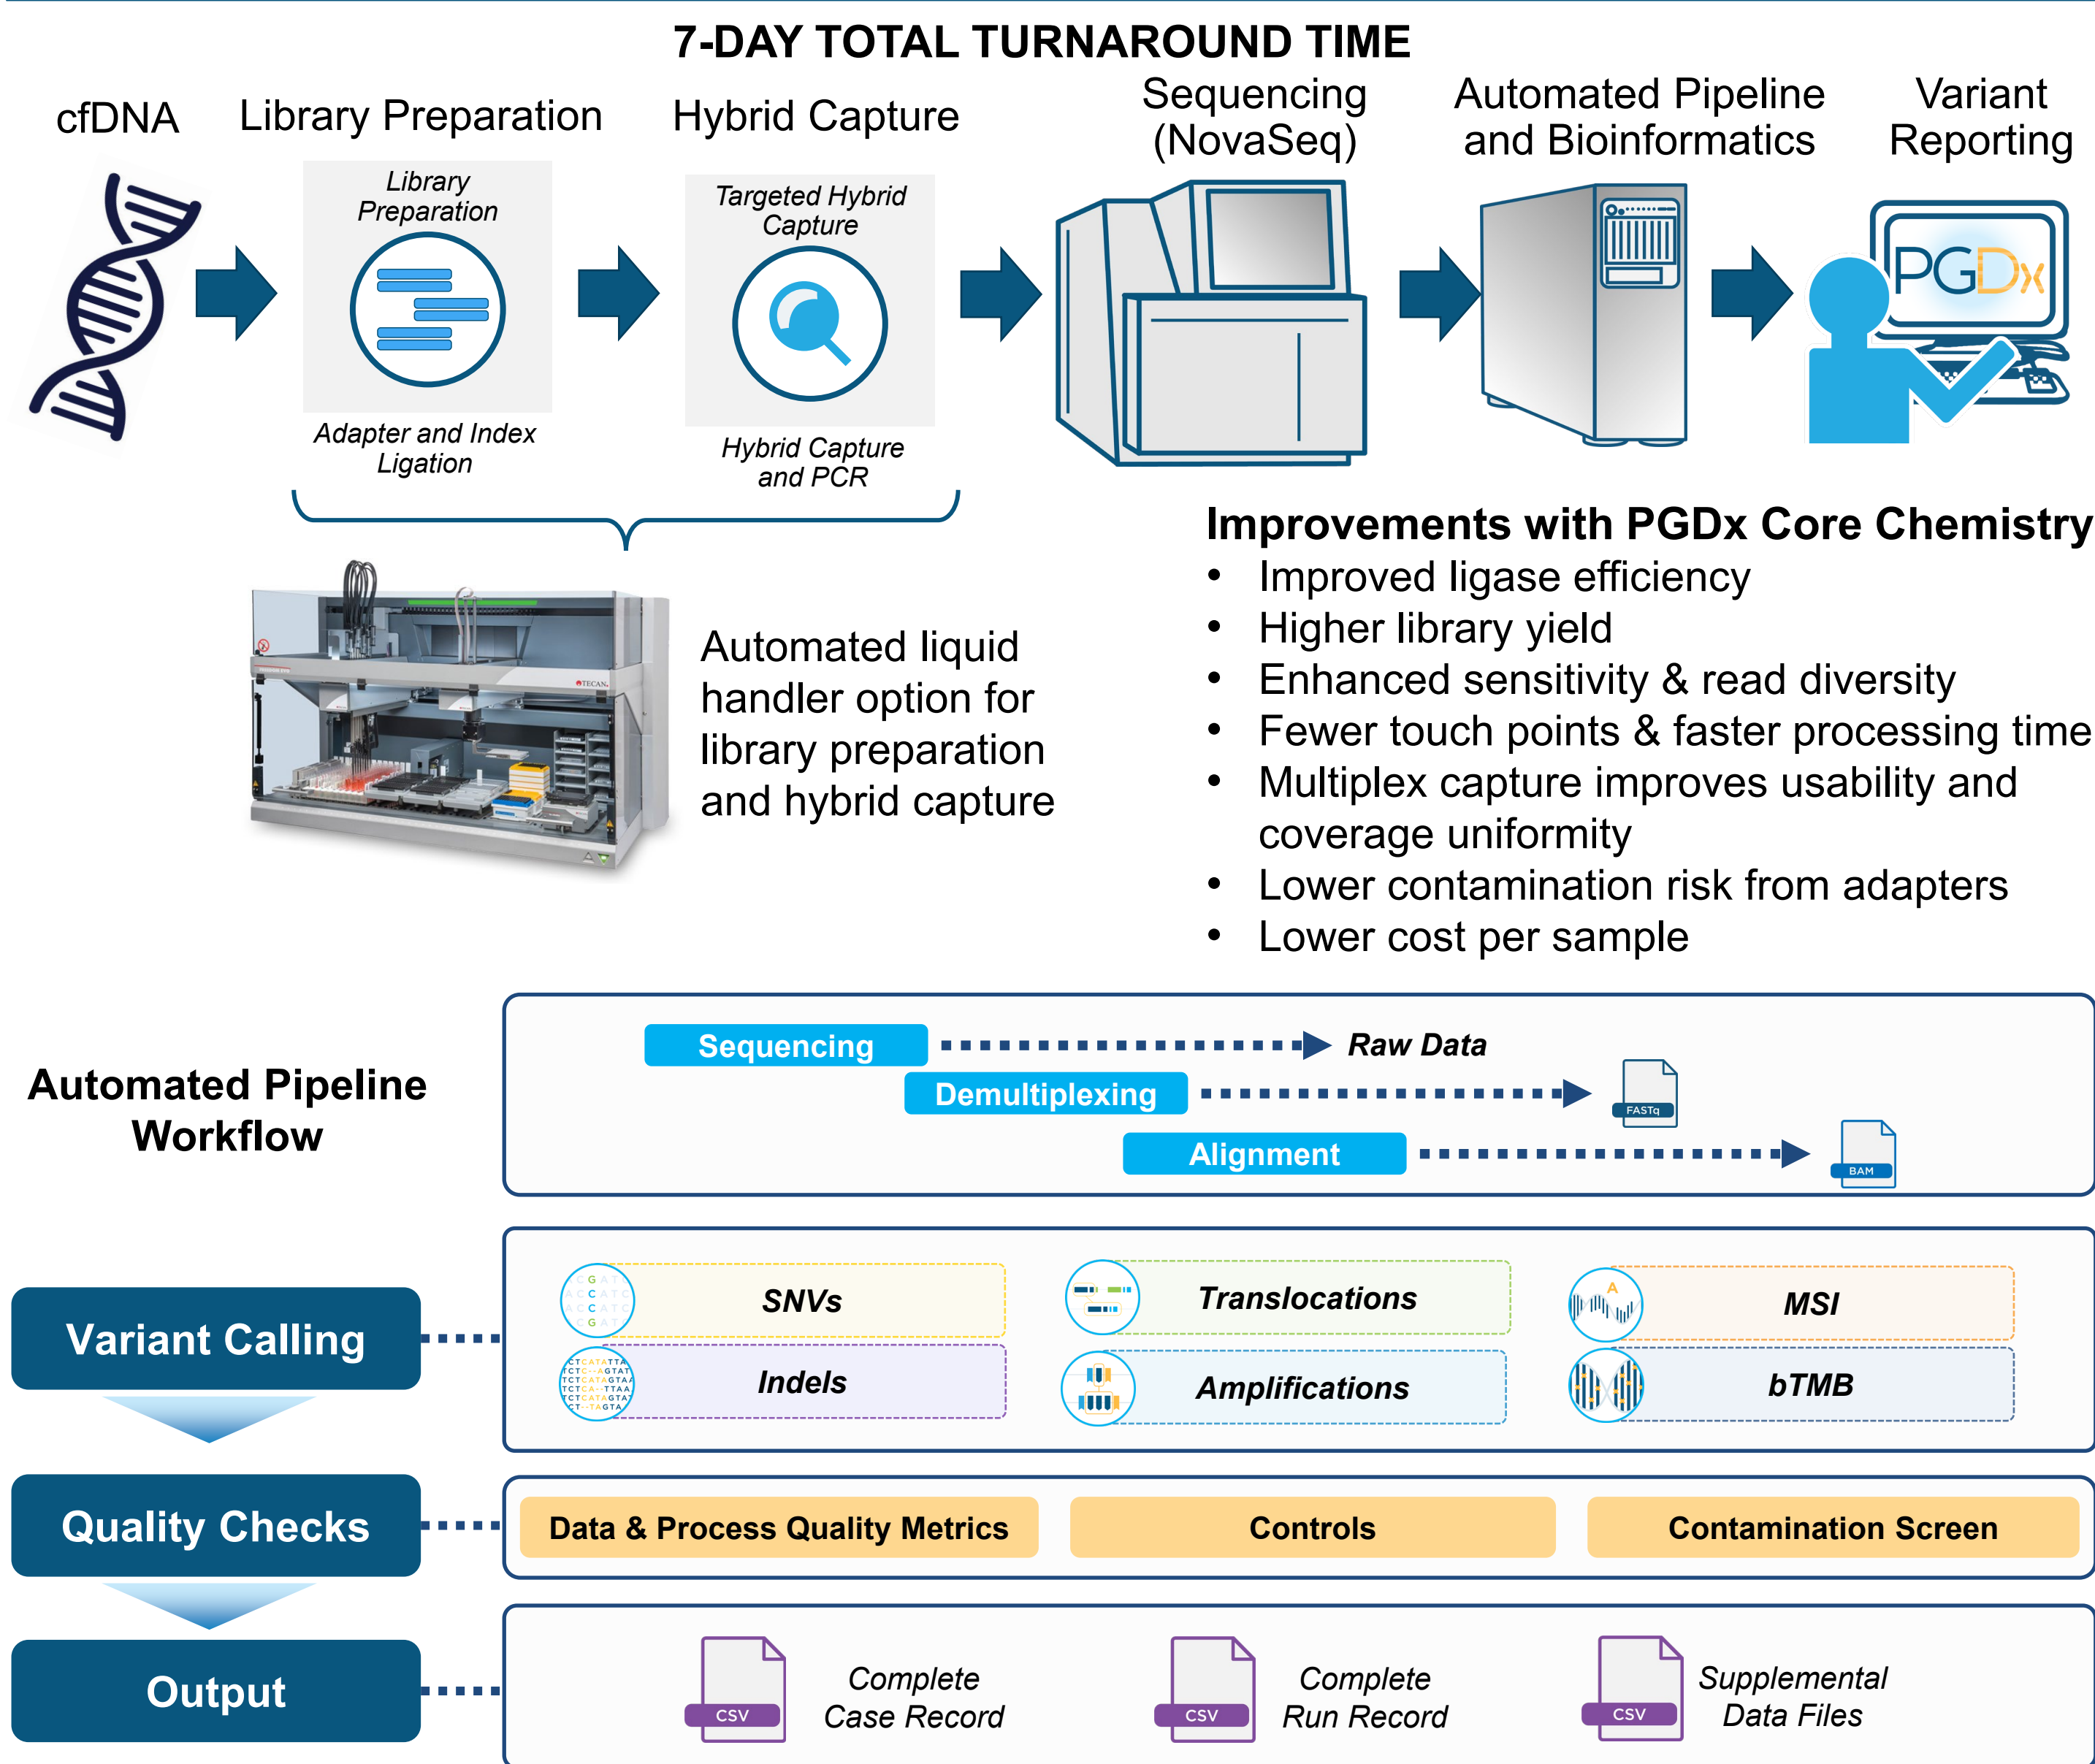 7-DAY TOTAL TURNAROUND TIME
cfDNA
Library Preparation
Hybrid Capture
Sequencing
(NovaSeq)
Automated Pipeline
and Bioinformatics
Variant
Reporting
Library
Preparation
Targeted Hybrid
Capture
PGDx
Adapter and Index
Ligation
Hybrid Capture
and PCR
TECAN.
Automated liquid
handler option for
library preparation
and hybrid capture
Improvements with PGDx Core Chemistry
• Improved ligase efficiency
• Higher library yield
• Enhanced sensitivity & read diversity
• Fewer touch points & faster processing time
• Multiplex capture improves usability and
coverage uniformity
• Lower contamination risk from adapters
• Lower cost per sample
Automated Pipeline
Workflow
Sequencing
Raw Data
Demultiplexing
FASTq
Alignment
BAM
Variant Calling
SNVs
Translocations
MSI
A
Indels
Amplifications
bTMB
Quality Checks
Data & Process Quality Metrics
Controls
Contamination Screen
Output
CSV
Complete
Case Record
CSV
Complete
Run Record
CSV
Supplemental
Data Files